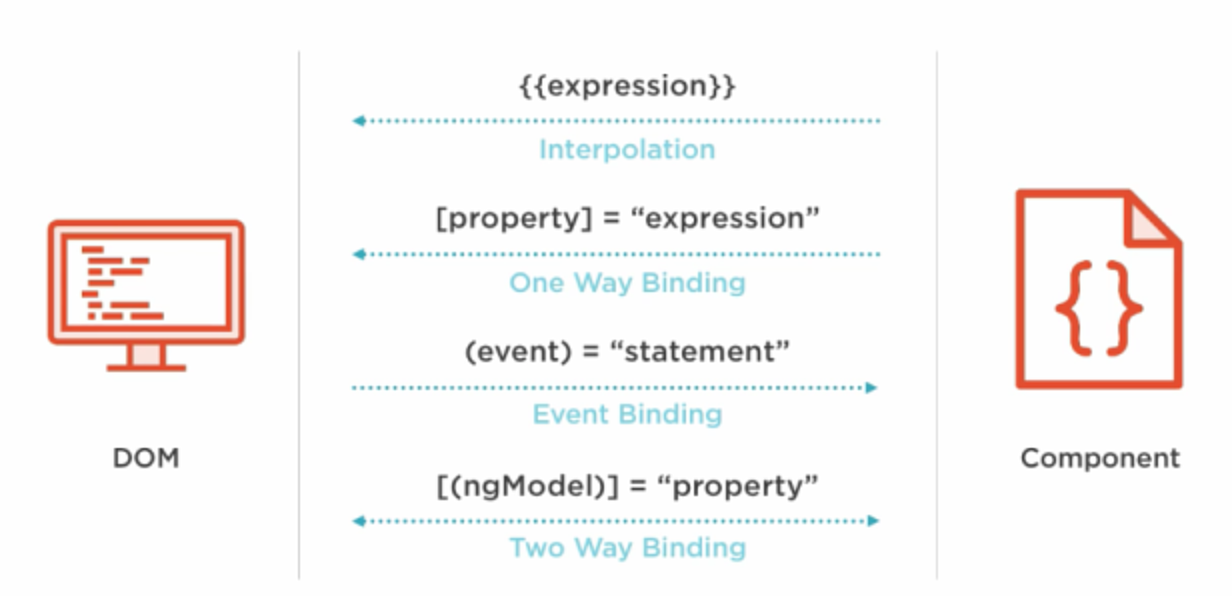 {{expression}}
Interpolation
[property] = “expression”
One Way Binding
(event) = “statement”
Event Binding
DOM
Component
[(ngModel)] = “property”
Two Way Binding